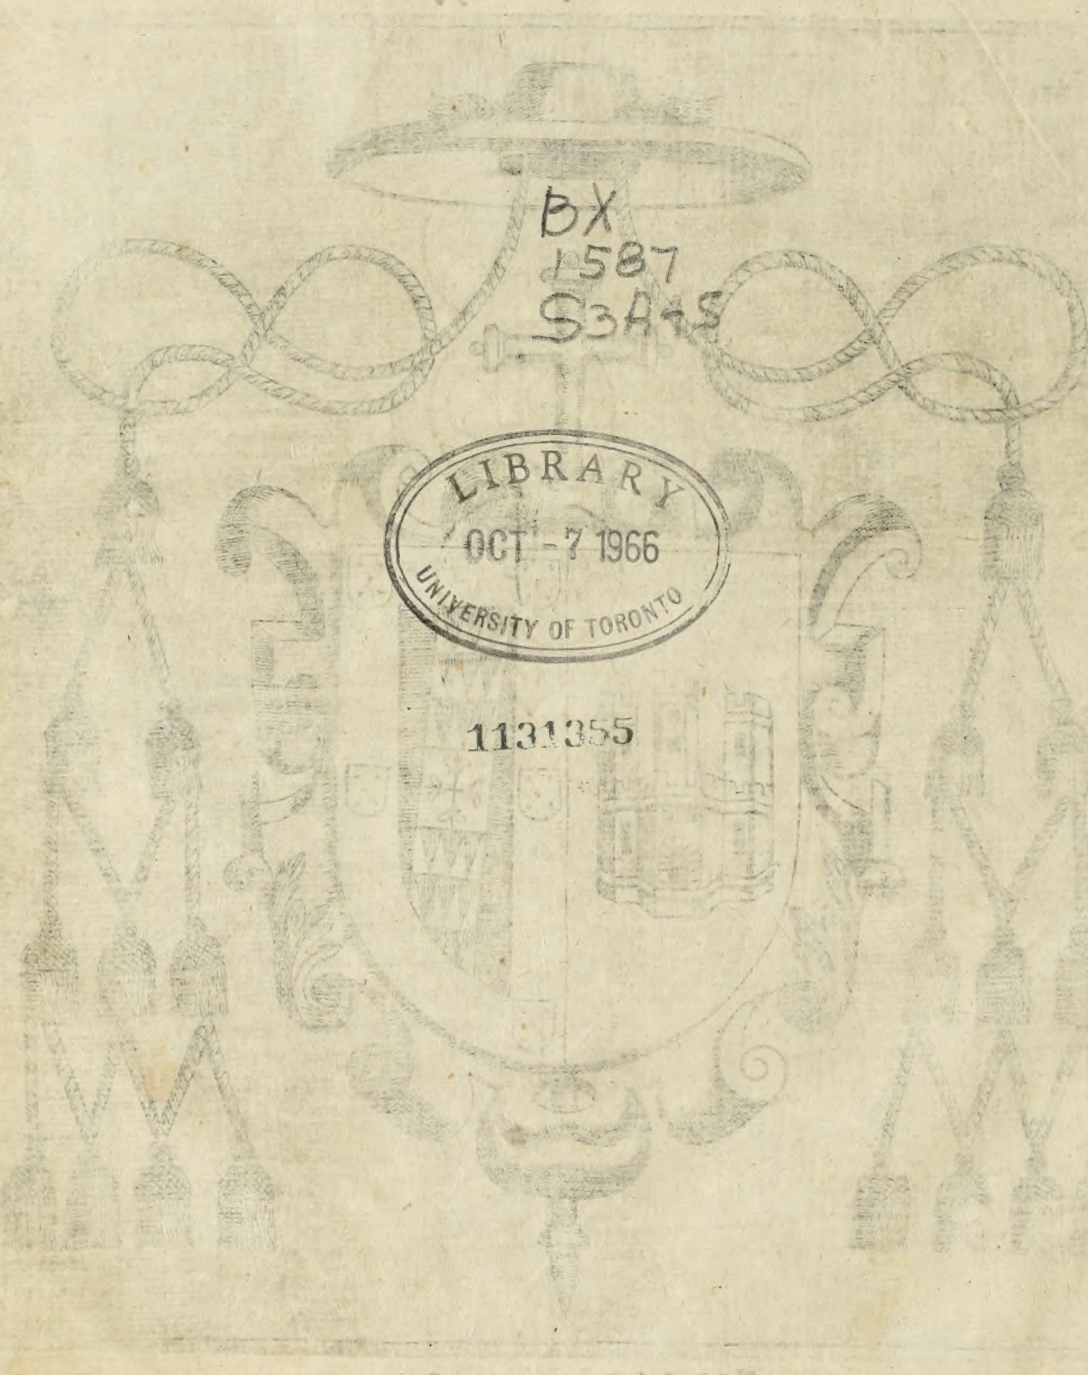 BX
1587
S3A45
LIBRARY
OCT - 7 1966
UNIVERSITY OF TORONTO
1131355